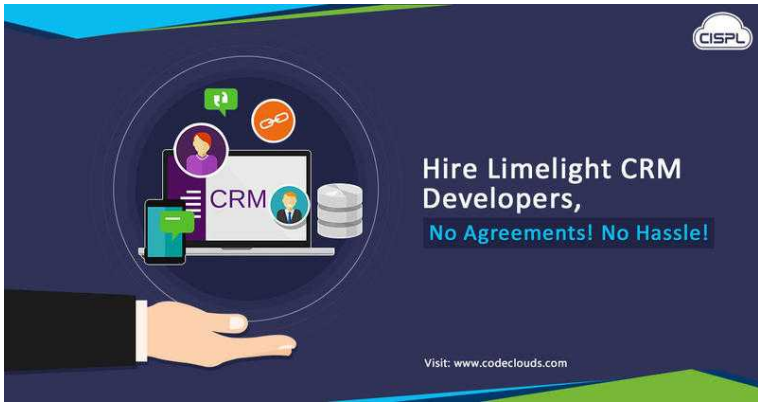 CISPL
CRM
Hire Limelight CRM
Developers,
No Agreements! No Hassle!
Visit: www.codeclouds.com